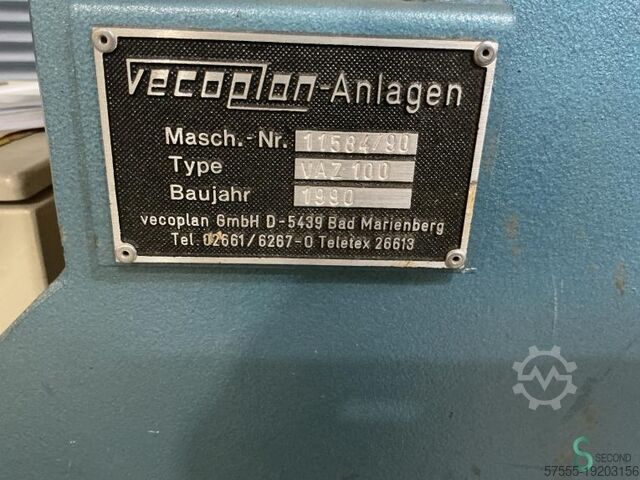 vecoplan-Anlagen
Masch.-Nr. 11584/90
Type VAZ 100
Baujahr 1990
vecoplan GmbH D-5439 Bad Marienberg
Tel. 02661/6267-0 Teletex 26613
S SECOND
57555-19203156